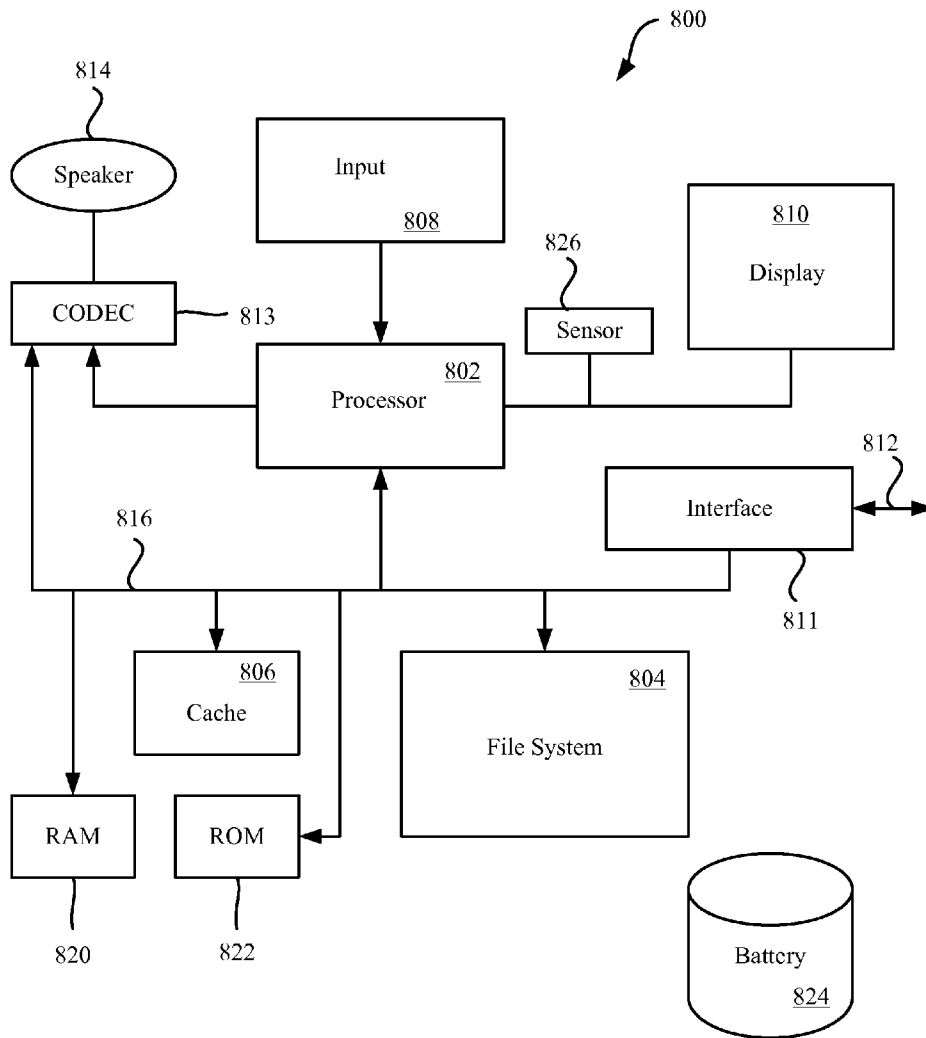 800
814
Speaker
Input
808
810
Display
826
CODEC
813
Sensor
802
Processor
812
Interface
816
811
806
Cache
804
File System
RAM
ROM
820
822
Battery
824